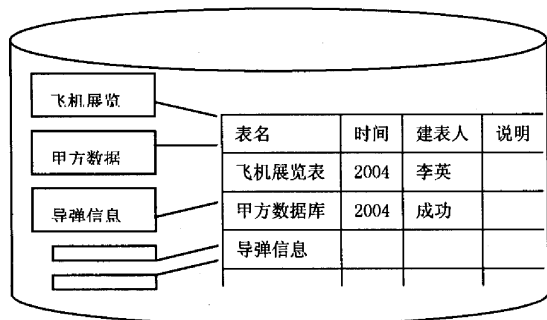 飞机展览
甲方数据
导弹信息
表名 时间 建表人 说明
飞机展览表 2004 李英
甲方数据库 2004 成功
导弹信息